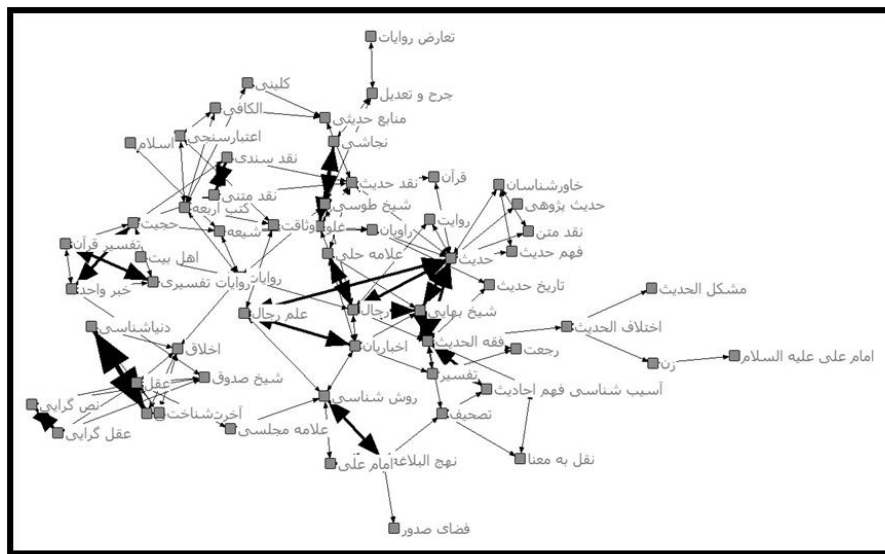 تعارض روایات
کلینی
جرح و تعدیل
الکافی
منابع حدیثی
اعتبارسنجی
اسلام
نجاشی
نقد سندی
قرآن
نقد حدیث
خاورشناسان
نقد متنی
کتب اربعه
شیخ طوسی
حدیث پژوهی
حجیت
شیعه
وثاقت
غلو
راویان
روایت
نقد متن
تفسیر قرآن
اهل بیت
علامه حلی
حدیث
فهم حدیث
خبر واحد
روایات تفسیری
روایات
تاریخ حدیث
مشکل الحدیث
علم رجال
رجال
شیخ بهایی
دنیاشناسی
اختلاف الحدیث
اخلاق
اخباریان
فقه الحدیث
رجعت
زن
امام علی علیه السلام
عقل
شیخ صدوق
تفسیر
آسیب شناسی فهم احادیث
نص گرایی
آخرت شناخت
روش شناسی
تصحیف
عقل گرایی
علامه مجلسی
امام علی
نهج البلاغه
نقل به معنا
فضای صدور